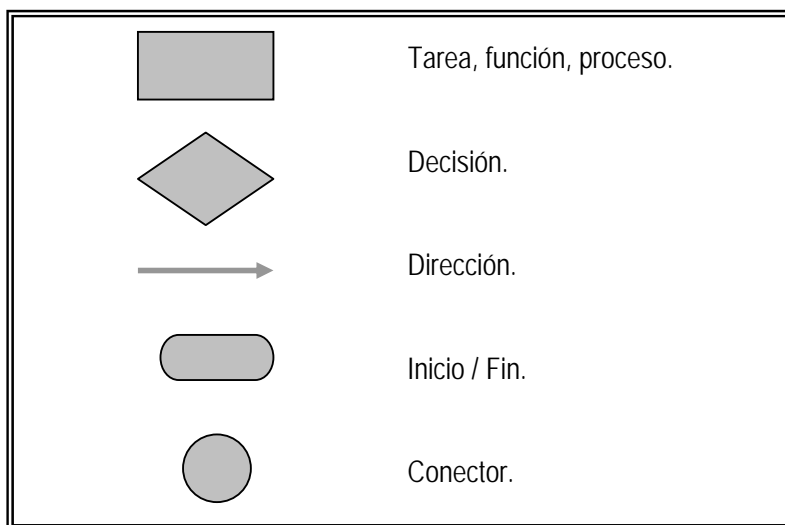 Tarea, función, proceso.
Decisión.
Dirección.
Inicio / Fin.
Conector.